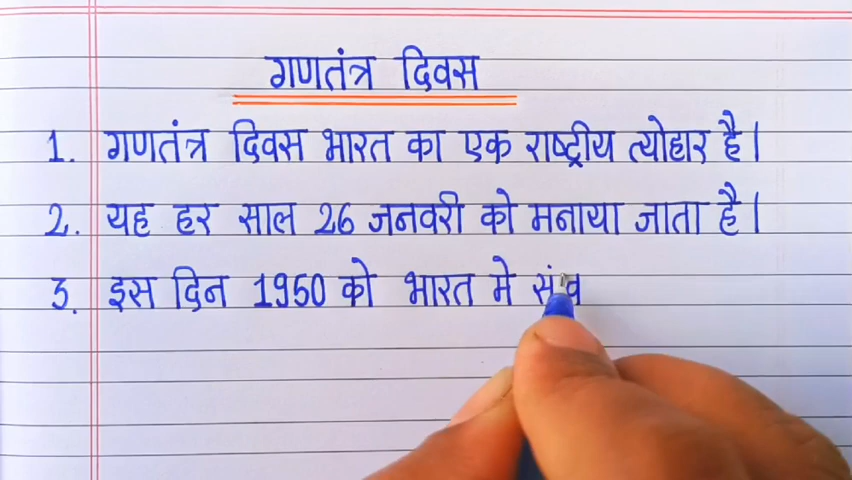 गणतंत्र दिवस
1. गणतंत्र दिवस भारत का एक राष्ट्रीय त्योहार है।
2. यह हर साल 26 जनवरी को मनाया जाता है।
3. इस दिन 1950 को भारत मे